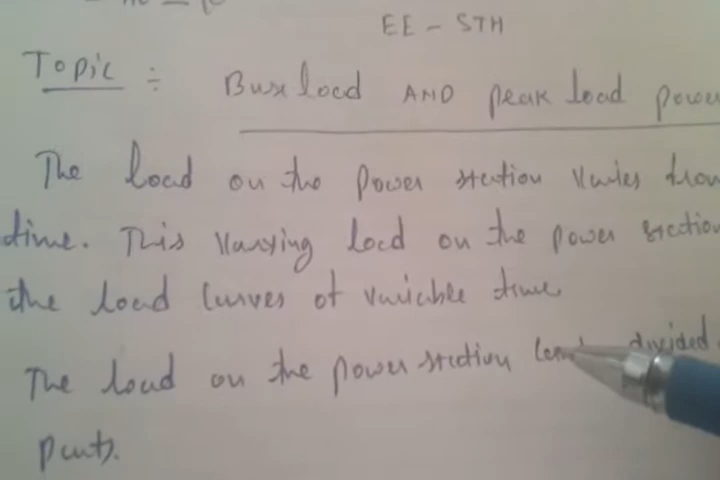 EE - 5TH
Topic :- Base load AND peak load power
The load on the power station varies from
time. This varying load on the power station
the load curves of variable time
The load on the power station divided
parts.